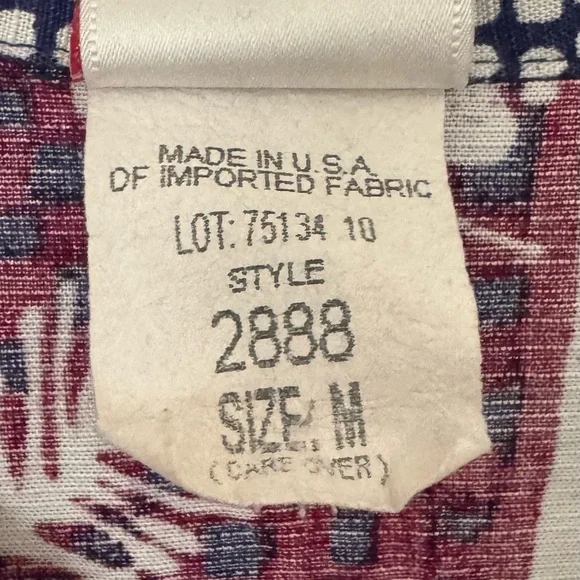 MADE IN U.S.A.
OF IMPORTED FABRIC
LOT: 75134 10
STYLE
2888
SIZE: M
(CARE OVER)